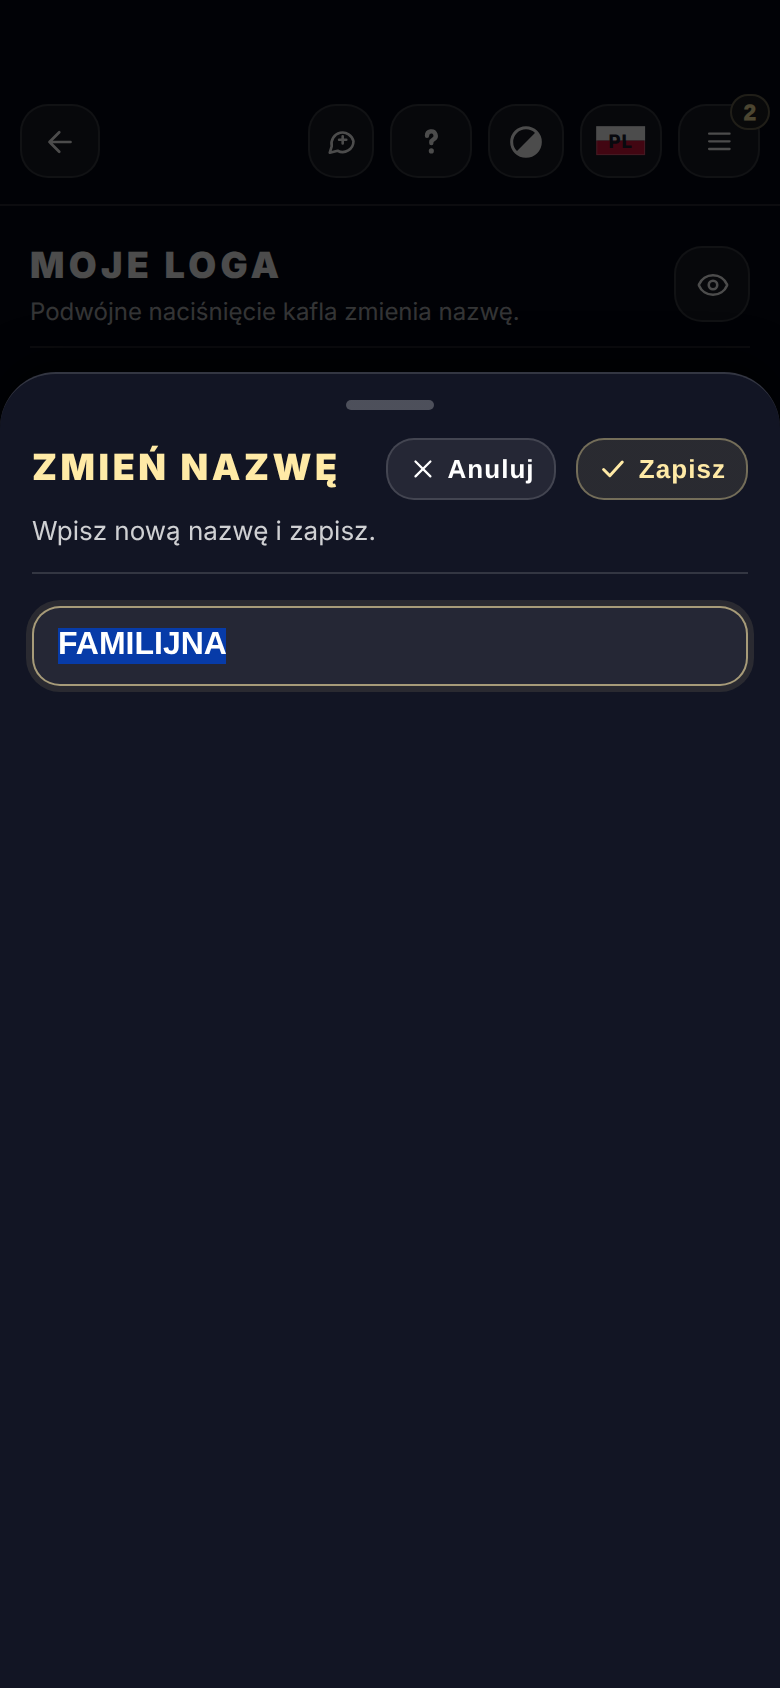 2
?
PL
MOJE LOGA
Podwójne naciśnięcie kafla zmienia nazwę.
ZMIEŃ NAZWĘ
Anuluj
Zapisz
Wpisz nową nazwę i zapisz.
FAMILIJNA